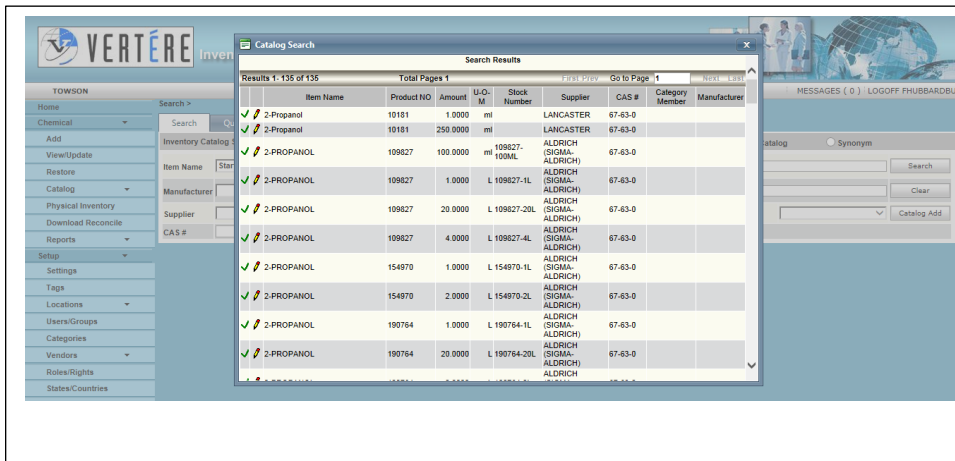 VERTÉRE Inven
TOWSON
MESSAGES ( 0 ) LOGOFF FHUBBARDBU
Home
Chemical
Add
View/Update
Restore
Catalog
Physical Inventory
Download Reconcile
Reports
Setup
Settings
Tags
Locations
Users/Groups
Categories
Vendors
Roles/Rights
States/Countries
Search >
Search Qu
Inventory Catalog S
atalog Synonym
Item Name Star
Search
Manufacturer
Clear
Supplier
Catalog Add
CAS #
Catalog Search x
Search Results
Results 1- 135 of 135 Total Pages 1 First Prev Go to Page 1 Next Last
Item Name Product NO Amount U-O-M Stock Number Supplier CAS # Category Member Manufacturer
2-Propanol 10181 1.0000 ml LANCASTER 67-63-0
2-Propanol 10181 250.0000 ml LANCASTER 67-63-0
2-PROPANOL 109827 100.0000 ml 109827-100ML ALDRICH (SIGMA-ALDRICH) 67-63-0
2-PROPANOL 109827 1.0000 L 109827-1L ALDRICH (SIGMA-ALDRICH) 67-63-0
2-PROPANOL 109827 20.0000 L 109827-20L ALDRICH (SIGMA-ALDRICH) 67-63-0
2-PROPANOL 109827 4.0000 L 109827-4L ALDRICH (SIGMA-ALDRICH) 67-63-0
2-PROPANOL 154970 1.0000 L 154970-1L ALDRICH (SIGMA-ALDRICH) 67-63-0
2-PROPANOL 154970 2.0000 L 154970-2L ALDRICH (SIGMA-ALDRICH) 67-63-0
2-PROPANOL 190764 1.0000 L 190764-1L ALDRICH (SIGMA-ALDRICH) 67-63-0
2-PROPANOL 190764 20.0000 L 190764-20L ALDRICH (SIGMA-ALDRICH) 67-63-0
ALDRICH